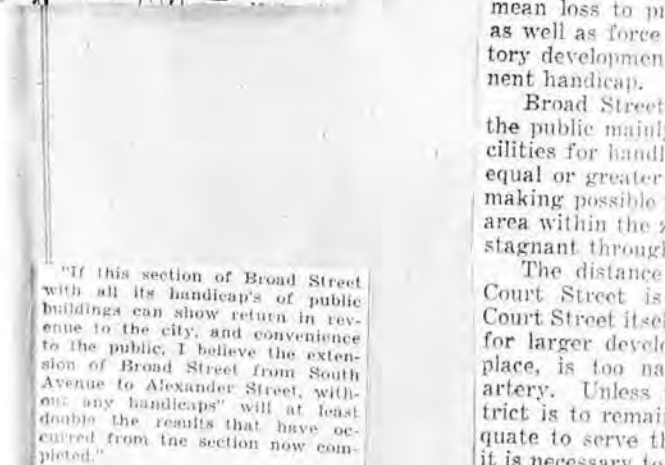 "If this section of Broad Street
with all its handicap's of public
buildings can show return in rev-
enue to the city, and convenience
to the public, I believe the exten-
sion of Broad Street from South
Avenue to Alexander Street, with-
out any handicaps" will at least
double the results that have oc-
curred from the section now com-
pleted."
mean loss to
as well as force
tory developmen
nent handicap.
Broad Street
the public mainly
cilities for handl
equal or greater
making possible
area within the
stagnant through
The distance
Court Street is
Court Street itsel
for larger develo
place, is too na
artery. Unless
trict is to remai
quate to serve th
it is necessary to